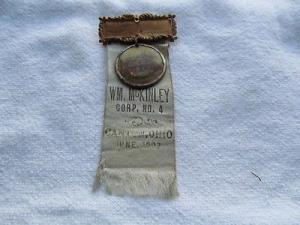 WM. McKINLEY
CORP. NO. 4
CANTON, OHIO
JUNE,